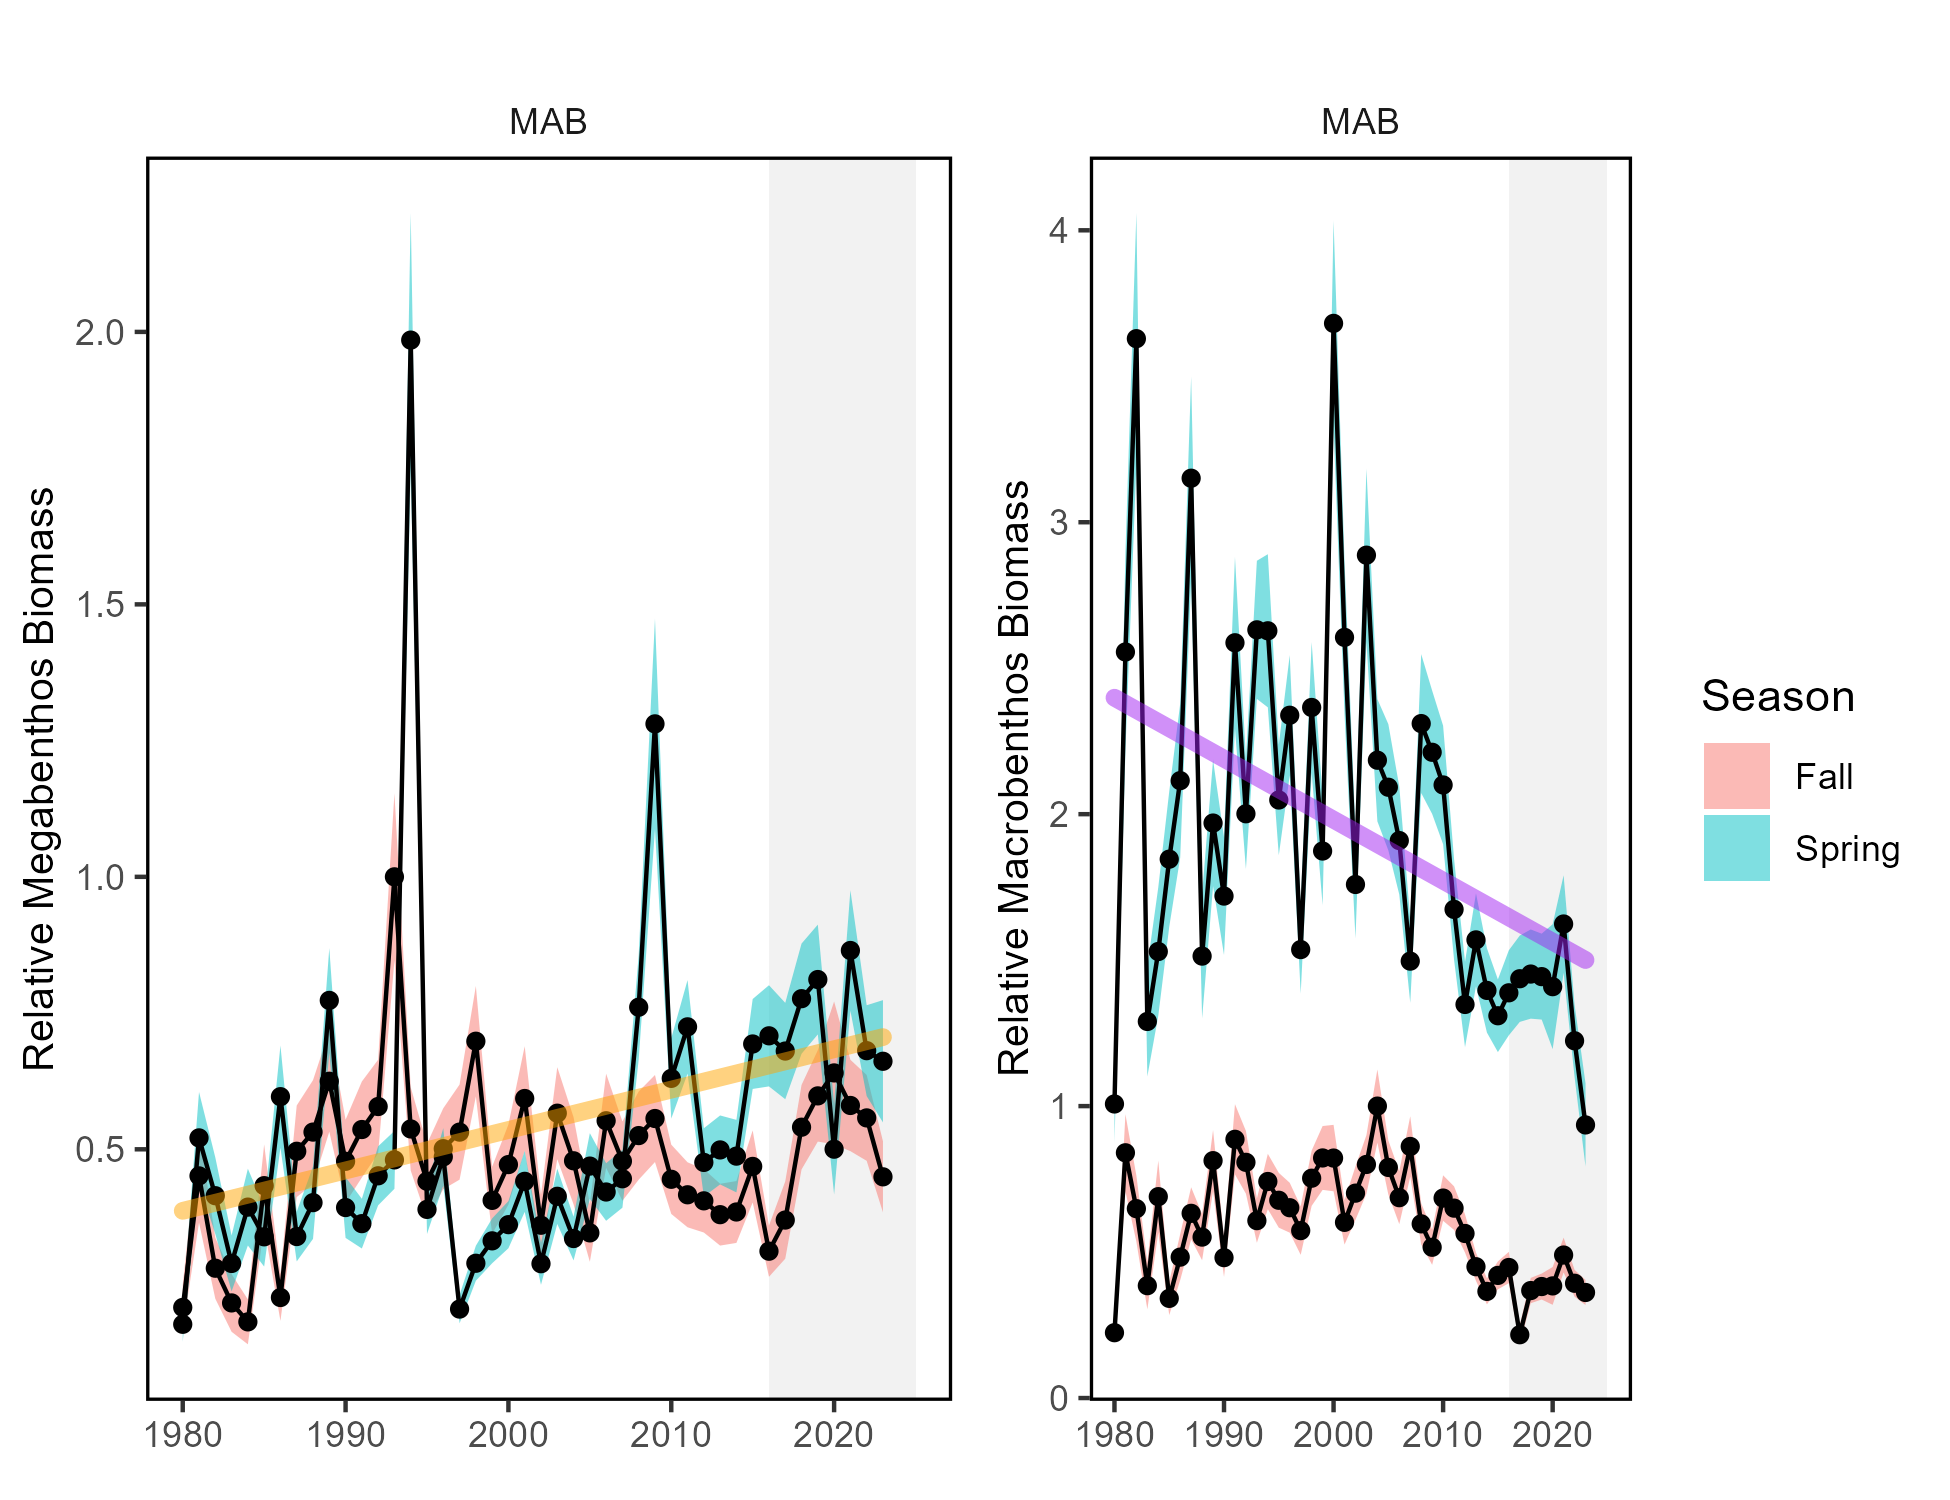 MAB
MAB
Relative Megabenthos Biomass
2.0
1.5
1.0
0.5
1980 1990 2000 2010 2020
Relative Macrobenthos Biomass
4
3
2
1
0
1980 1990 2000 2010 2020
Season
Fall
Spring